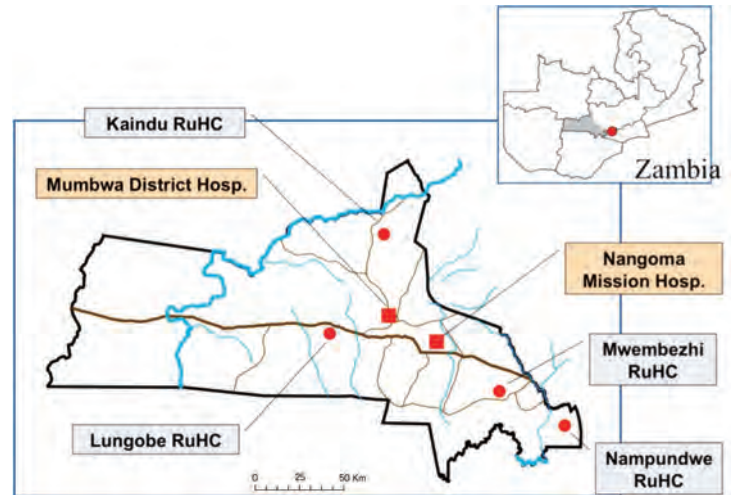 Zambia
Kaindu RuHC
Mumbwa District Hosp.
Nangoma
Mission Hosp.
Mwembezhi
RuHC
Lungobe RuHC
Nampundwe
RuHC
0 25 50 Km